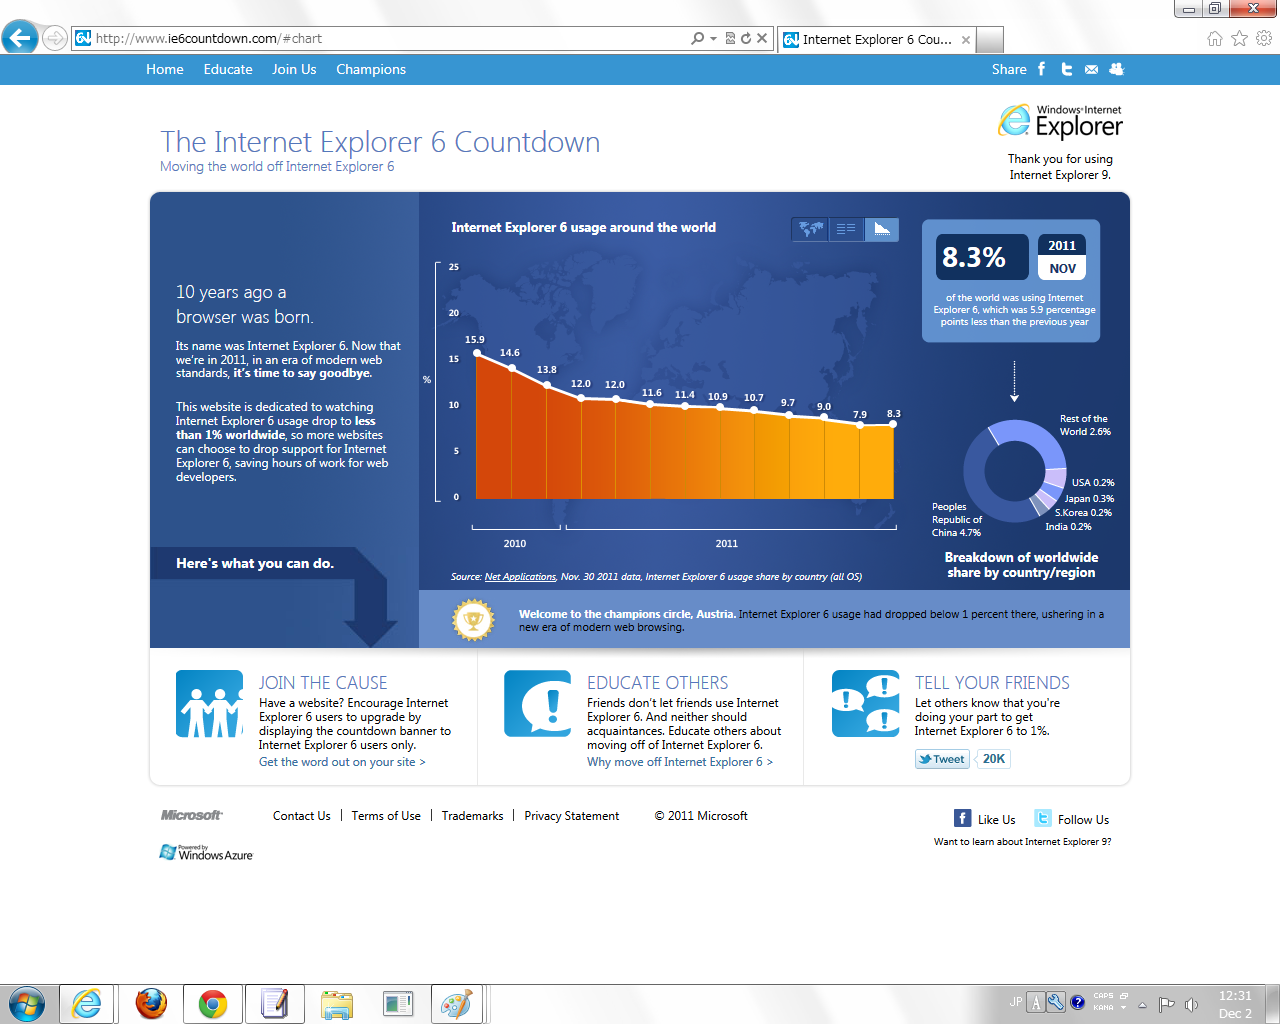 http://www.ie6countdown.com/#chart
Internet Explorer 6 Cou...
Home Educate Join Us Champions
Share
The Internet Explorer 6 Countdown
Moving the world off Internet Explorer 6
Windows Internet
Explorer
Thank you for using
Internet Explorer 9.
10 years ago a
browser was born.
Its name was Internet Explorer 6. Now that
we're in 2011, in an era of modern web
standards, it's time to say goodbye.
This website is dedicated to watching
Internet Explorer 6 usage drop to less
than 1% worldwide, so more websites
can choose to drop support for Internet
Explorer 6, saving hours of work for web
developers.
Here's what you can do.
Internet Explorer 6 usage around the world
25
20
15
10
5
0
%
15.9 14.6 13.8 12.0 12.0 11.6 11.4 10.9 10.7 9.7 9.0 7.9 8.3
2010 2011
Source: Net Applications, Nov. 30 2011 data, Internet Explorer 6 usage share by country (all OS)
8.3%
2011
NOV
of the world was using Internet
Explorer 6, which was 5.9 percentage
points less than the previous year
Rest of the
World 2.6%
USA 0.2%
Japan 0.3%
S.Korea 0.2%
India 0.2%
Peoples
Republic of
China 4.7%
Breakdown of worldwide
share by country/region
Welcome to the champions circle, Austria. Internet Explorer 6 usage had dropped below 1 percent there, ushering in a
new era of modern web browsing.
JOIN THE CAUSE
Have a website? Encourage Internet
Explorer 6 users to upgrade by
displaying the countdown banner to
Internet Explorer 6 users only.
Get the word out on your site >
EDUCATE OTHERS
Friends don't let friends use Internet
Explorer 6. And neither should
acquaintances. Educate others about
moving off of Internet Explorer 6.
Why move off Internet Explorer 6 >
TELL YOUR FRIENDS
Let others know that you're
doing your part to get
Internet Explorer 6 to 1%.
Tweet 20K
Microsoft
Contact Us | Terms of Use | Trademarks | Privacy Statement © 2011 Microsoft
Like Us Follow Us
Want to learn about Internet Explorer 9?
Powered by
Windows Azure
JP A CAPS
KANA
12:31
Dec 2